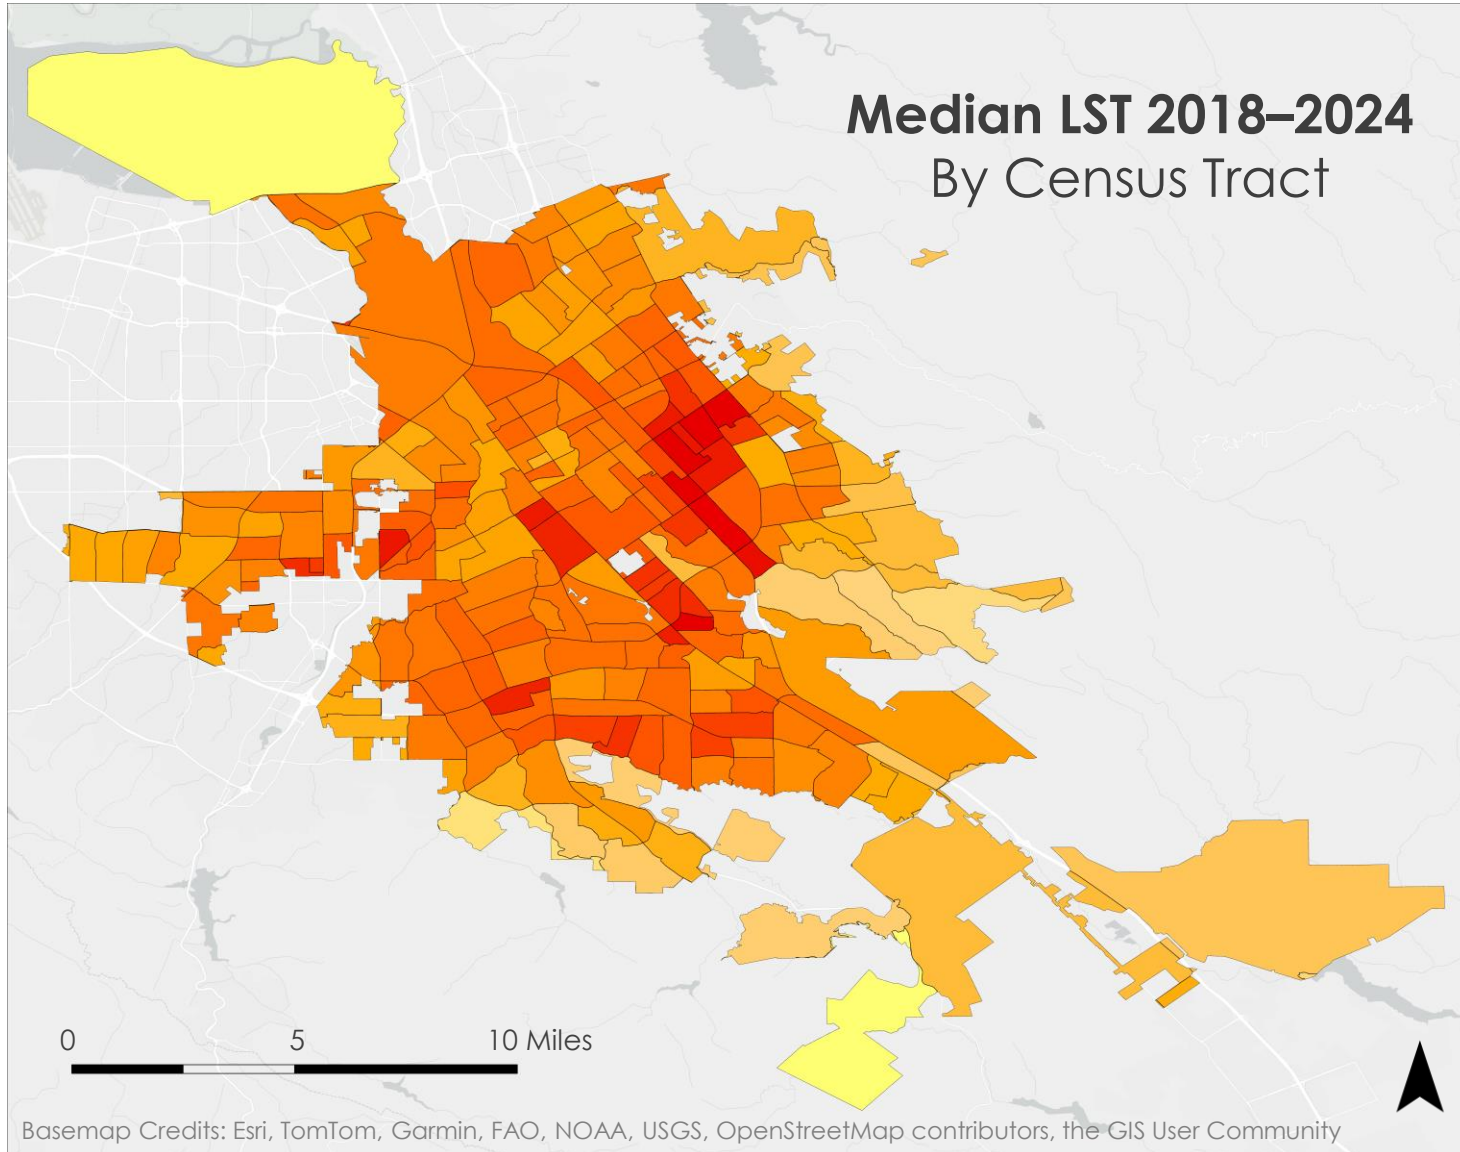 Median LST 2018–2024
By Census Tract
0 5 10 Miles
Basemap Credits: Esri, TomTom, Garmin, FAO, NOAA, USGS, OpenStreetMap contributors, the GIS User Community